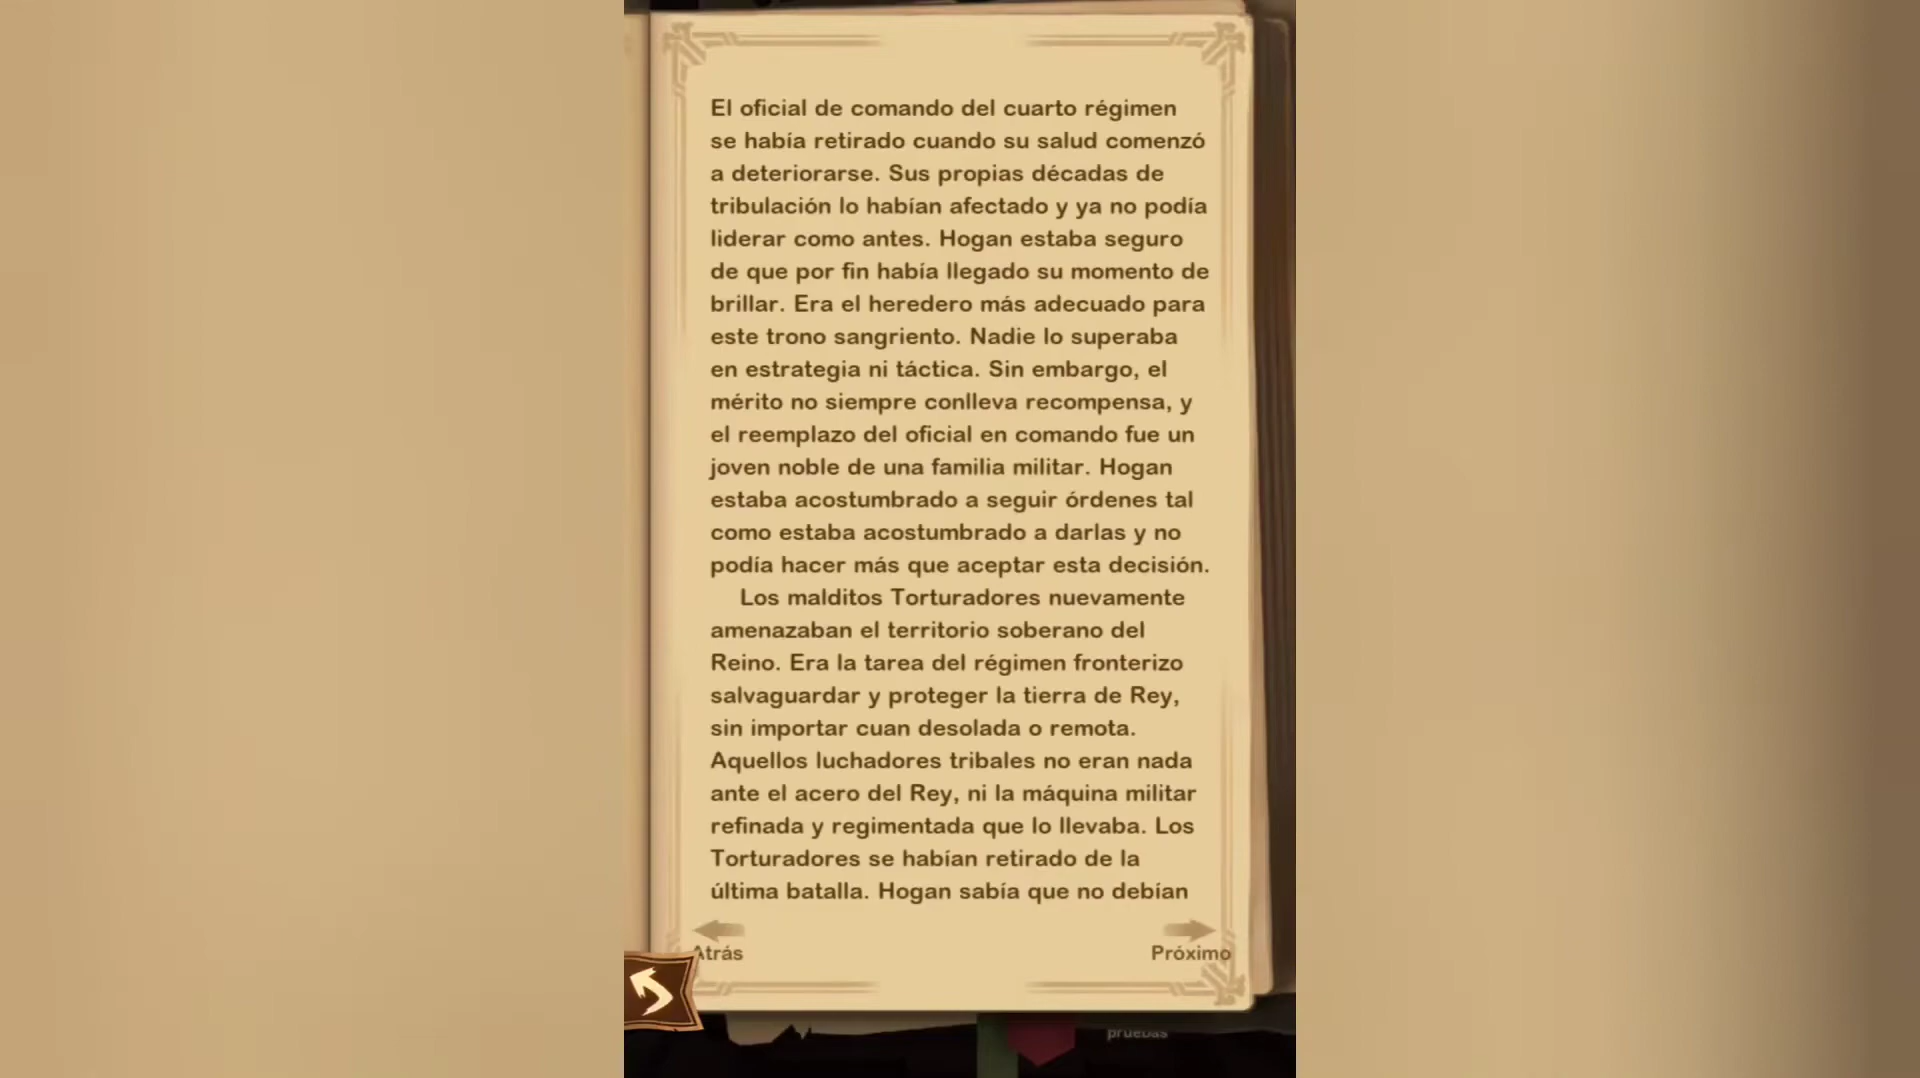 El oficial de comando del cuarto régimen
se había retirado cuando su salud comenzó
a deteriorarse. Sus propias décadas de
tribulación lo habían afectado y ya no podía
liderar como antes. Hogan estaba seguro
de que por fin había llegado su momento de
brillar. Era el heredero más adecuado para
este trono sangriento. Nadie lo superaba
en estrategia ni táctica. Sin embargo, el
mérito no siempre conlleva recompensa, y
el reemplazo del oficial en comando fue un
joven noble de una familia militar. Hogan
estaba acostumbrado a seguir órdenes tal
como estaba acostumbrado a darlas y no
podía hacer más que aceptar esta decisión.
Los malditos Torturadores nuevamente
amenazaban el territorio soberano del
Reino. Era la tarea del régimen fronterizo
salvaguardar y proteger la tierra de Rey,
sin importar cuan desolada o remota.
Aquellos luchadores tribales no eran nada
ante el acero del Rey, ni la máquina militar
refinada y regimentada que lo llevaba. Los
Torturadores se habían retirado de la
última batalla. Hogan sabía que no debían
Atrás
Próximo
pruebas